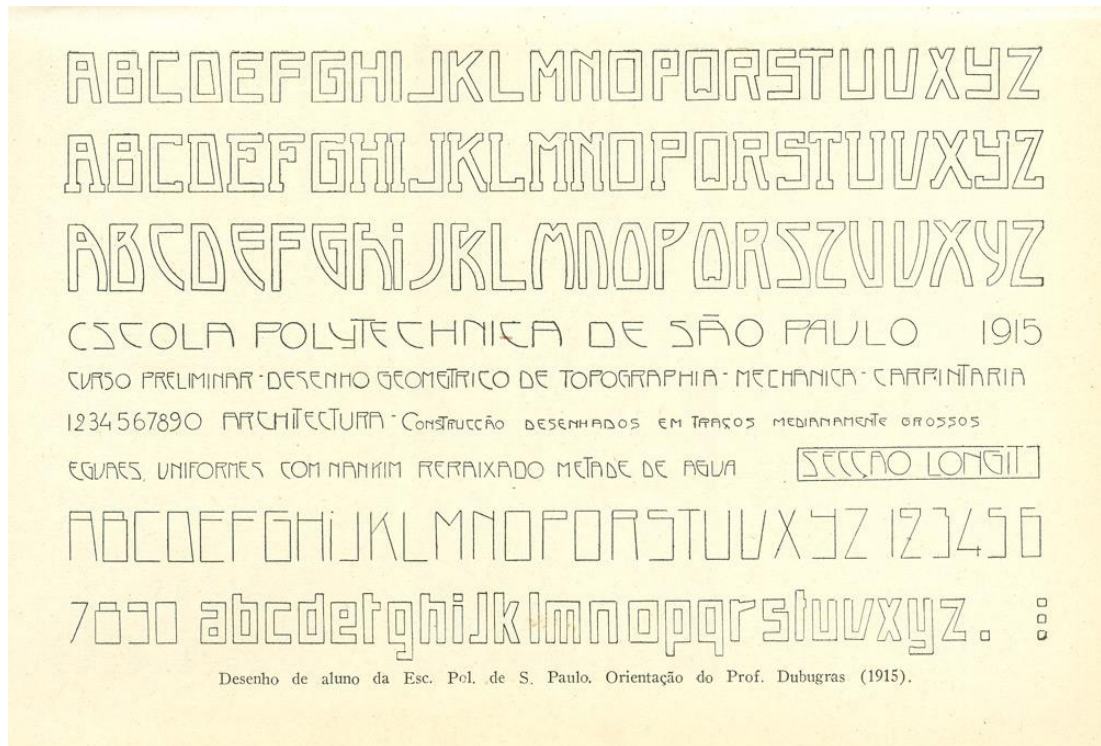 ABCDEFGHIJKLMNOPQRSTUVXYZ
ABCDEFGHIJKLMNOPQRSTUVXYZ
ABCDEFGhiJKLMNOPQRSZUVXYZ
ESCOLA POLYTECHNICA DE SÃO PAULO 1915
CURSO PRELIMINAR - DESENHO GEOMETRICO DE TOPOGRAPHIA - MECHANICA - CARPINTARIA
1234567890 ARCHITECTURA - CONSTRUCCÃO DESENHADOS EM TRAÇOS MEDIANAMENTE GROSSOS
EGUAES, UNIFORMES COM NANKIM REBAIXADO METADE DE AGUA SECÇÃO LONGIT
ABCDEFGHiJKLMNOPQRSTUVXYZ 123456
7890 abcdefghijklmnopqrstuvxyz. :
Desenho de aluno da Esc. Pol. de S. Paulo. Orientação do Prof. Dubugras (1915).